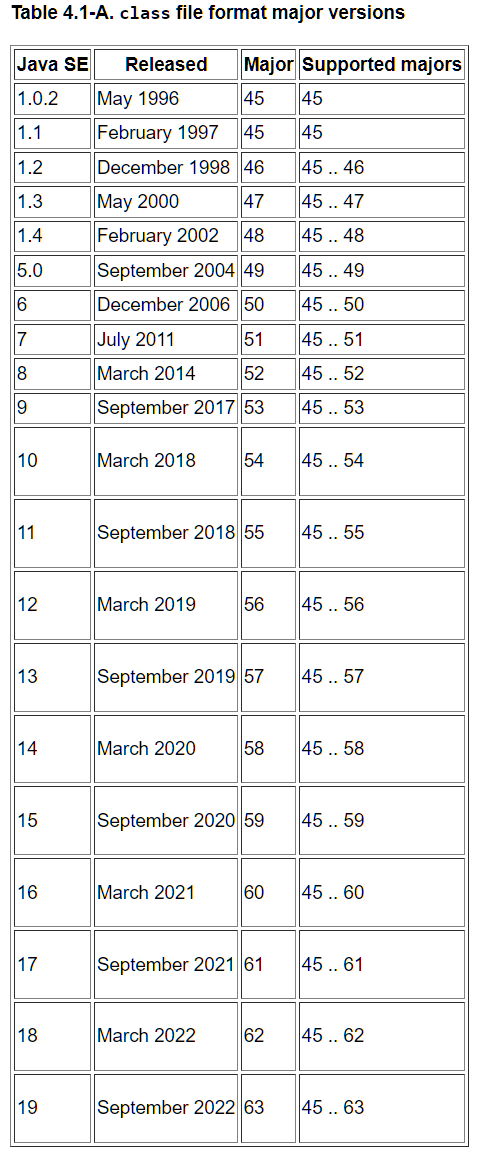 Table 4.1-A. class file format major versions
Java SE Released Major Supported majors
1.0.2 May 1996 45 45
1.1 February 1997 45 45
1.2 December 1998 46 45 .. 46
1.3 May 2000 47 45 .. 47
1.4 February 2002 48 45 .. 48
5.0 September 2004 49 45 .. 49
6 December 2006 50 45 .. 50
7 July 2011 51 45 .. 51
8 March 2014 52 45 .. 52
9 September 2017 53 45 .. 53
10 March 2018 54 45 .. 54
11 September 2018 55 45 .. 55
12 March 2019 56 45 .. 56
13 September 2019 57 45 .. 57
14 March 2020 58 45 .. 58
15 September 2020 59 45 .. 59
16 March 2021 60 45 .. 60
17 September 2021 61 45 .. 61
18 March 2022 62 45 .. 62
19 September 2022 63 45 .. 63